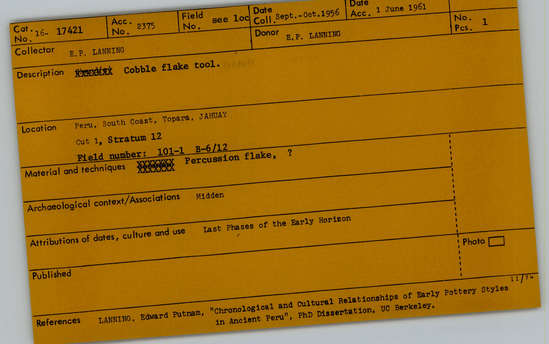 Cat. No. 16- 17421 Acc. No. 2375 Field No. see loc Date Coll. Sept.-Oct.1956 Date Acc. 1 June 1961
Collector E.P. LANNING Donor E.P. LANNING No. Pcs. 1
Description XXXXXXX Cobble flake tool.
Location Peru, South Coast, Topara, JAHUAY
Cut 1, Stratum 12
Field number: 101-1 B-6/12
Material and techniques XXXXXXX Percussion flake, ?
Archaeological context/Associations Midden
Attributions of dates, culture and use Last Phases of the Early Horizon
Photo
Published
11/74
References LANNING, Edward Putnam, "Chronological and Cultural Relationships of Early Pottery Styles
in Ancient Peru", PhD Dissertation, UC Berkeley.